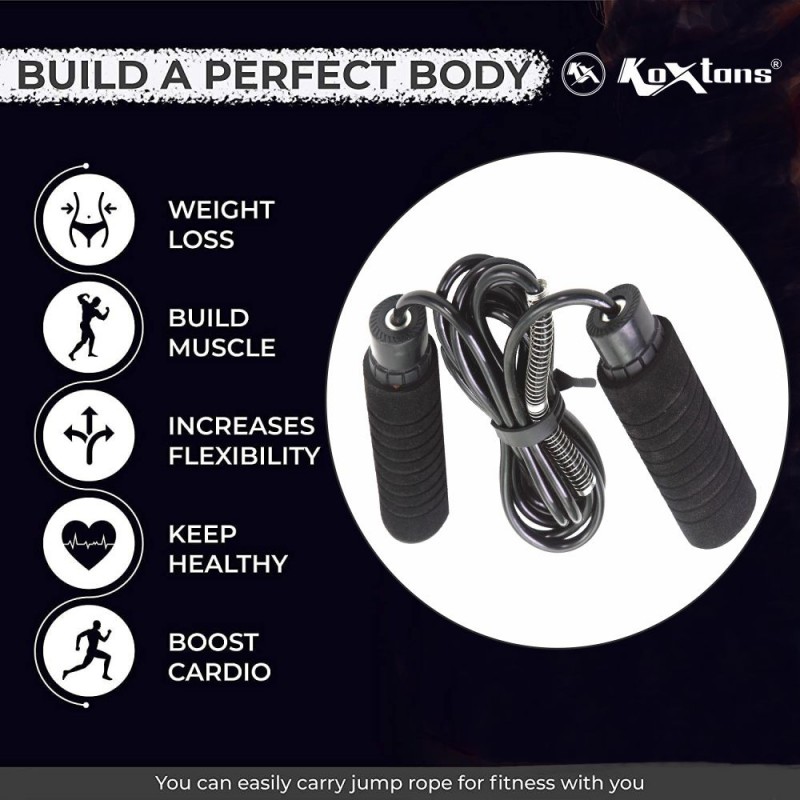 BUILD A PERFECT BODY
KX Koxtons®
WEIGHT
LOSS
BUILD
MUSCLE
INCREASES
FLEXIBILITY
KEEP
HEALTHY
BOOST
CARDIO
You can easily carry jump rope for fitness with you